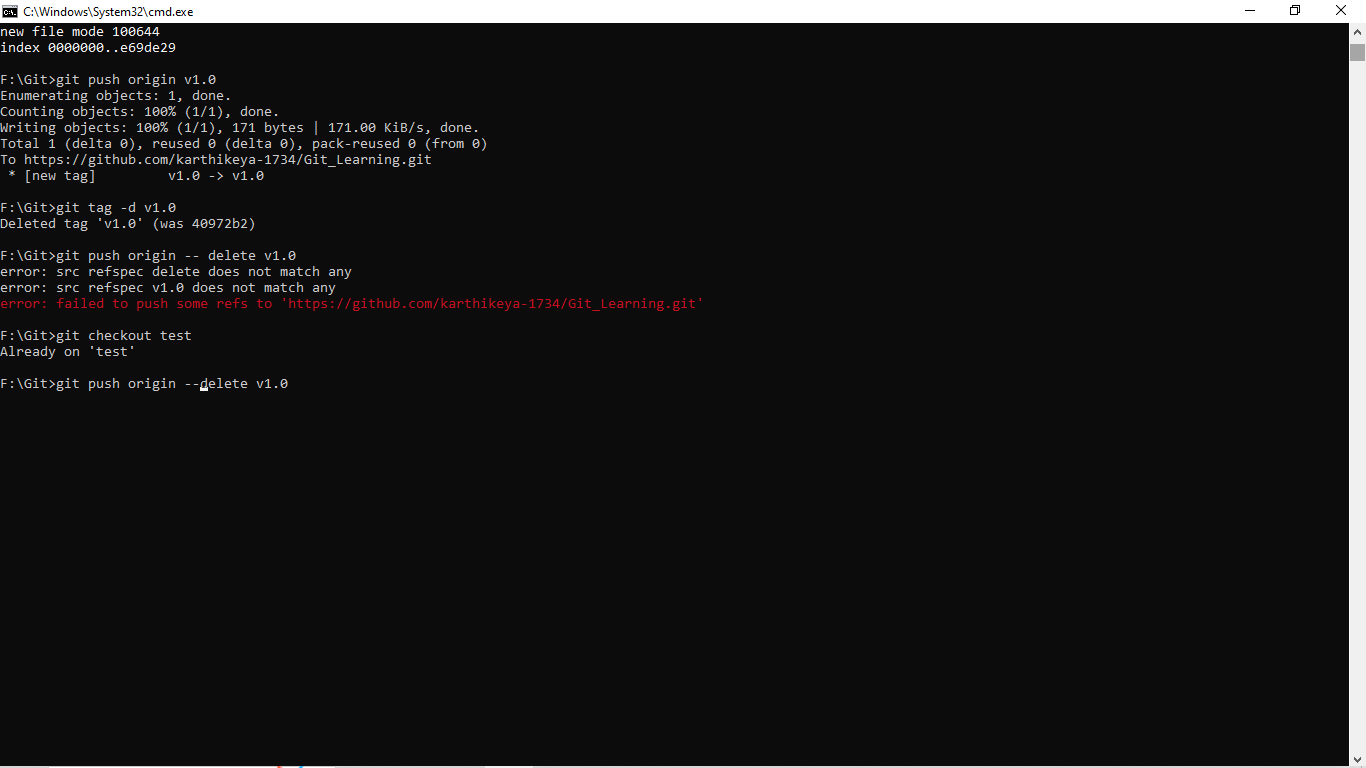 C:\Windows\System32\cmd.exe
new file mode 100644
index 0000000..e69de29
F:\Git>git push origin v1.0
Enumerating objects: 1, done.
Counting objects: 100% (1/1), done.
Writing objects: 100% (1/1), 171 bytes | 171.00 KiB/s, done.
Total 1 (delta 0), reused 0 (delta 0), pack-reused 0 (from 0)
To https://github.com/karthikeya-1734/Git_Learning.git
 * [new tag]         v1.0 -> v1.0
F:\Git>git tag -d v1.0
Deleted tag 'v1.0' (was 40972b2)
F:\Git>git push origin -- delete v1.0
error: src refspec delete does not match any
error: src refspec v1.0 does not match any
error: failed to push some refs to 'https://github.com/karthikeya-1734/Git_Learning.git'
F:\Git>git checkout test
Already on 'test'
F:\Git>git push origin --delete v1.0